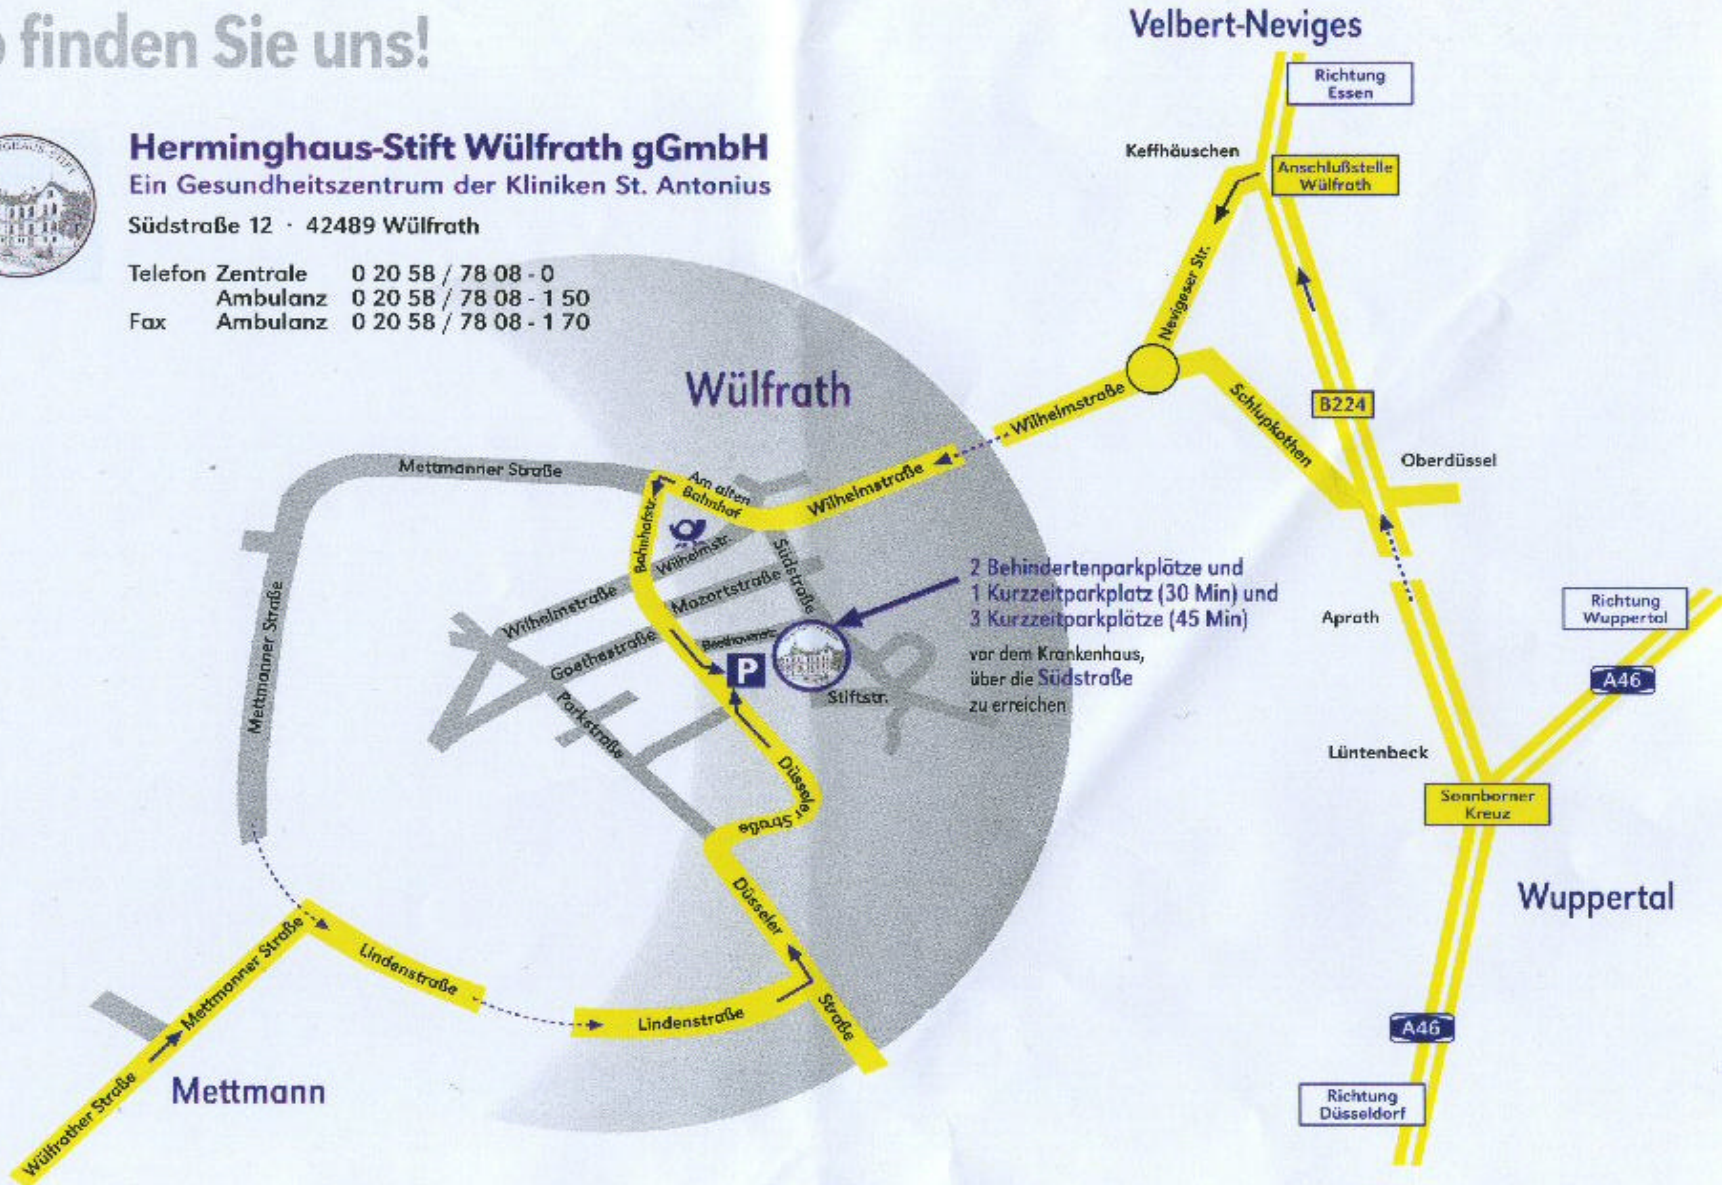 finden Sie uns!
Herminghaus-Stift Wülfrath gGmbH
Ein Gesundheitszentrum der Kliniken St. Antonius
Südstraße 12 · 42489 Wülfrath
Telefon Zentrale 0 20 58 / 78 08 - 0
Ambulanz 0 20 58 / 78 08 - 1 50
Fax Ambulanz 0 20 58 / 78 08 - 1 70
Velbert-Neviges
Richtung
Essen
Keffhäuschen
Anschlußstelle
Wülfrath
Nevigeser Str.
Wülfrath
B224
Wilhelmstraße
Schlupkothen
Oberdüssel
Mettmanner Straße
Am alten
Bahnhof
Wilhelmstraße
Bahnhofstr.
Wilhelmstr.
Südstraße
Mozartstraße
Wilhelmstraße
Goethestraße
Beethovenstr.
P
Stiftstr.
2 Behindertenparkplätze und
1 Kurzzeitparkplatz (30 Min) und
3 Kurzzeitparkplätze (45 Min)
vor dem Krankenhaus,
über die Südstraße
zu erreichen
Aprath
Richtung
Wuppertal
A46
Mettmanner Straße
Parkstraße
Lüntenbeck
Düsseler
Straße
Sonnborner
Kreuz
Wuppertal
Düsseler
Straße
Mettmanner Straße
Lindenstraße
Lindenstraße
A46
Wülfrather Straße
Mettmann
Richtung
Düsseldorf